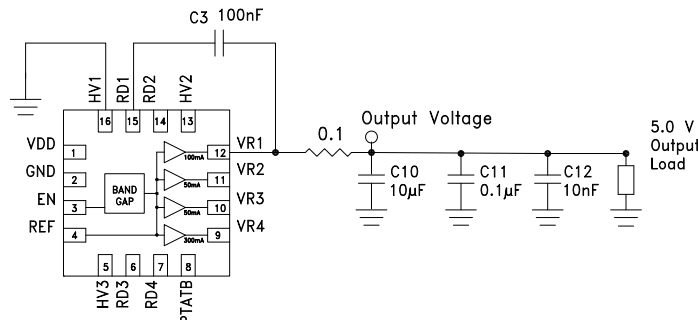 C3 100nF
HV1
RD1
RD2
HV2
16
15
14
13
VDD
1
GND
2
EN
3
REF
4
BAND
GAP
100mA
50mA
50mA
300mA
12
VR1
11
VR2
10
VR3
9
VR4
5
6
7
8
HV3
RD3
RD4
PTATB
0.1
Output Voltage
C10
10µF
C11
0.1µF
C12
10nF
5.0 V
Output
Load